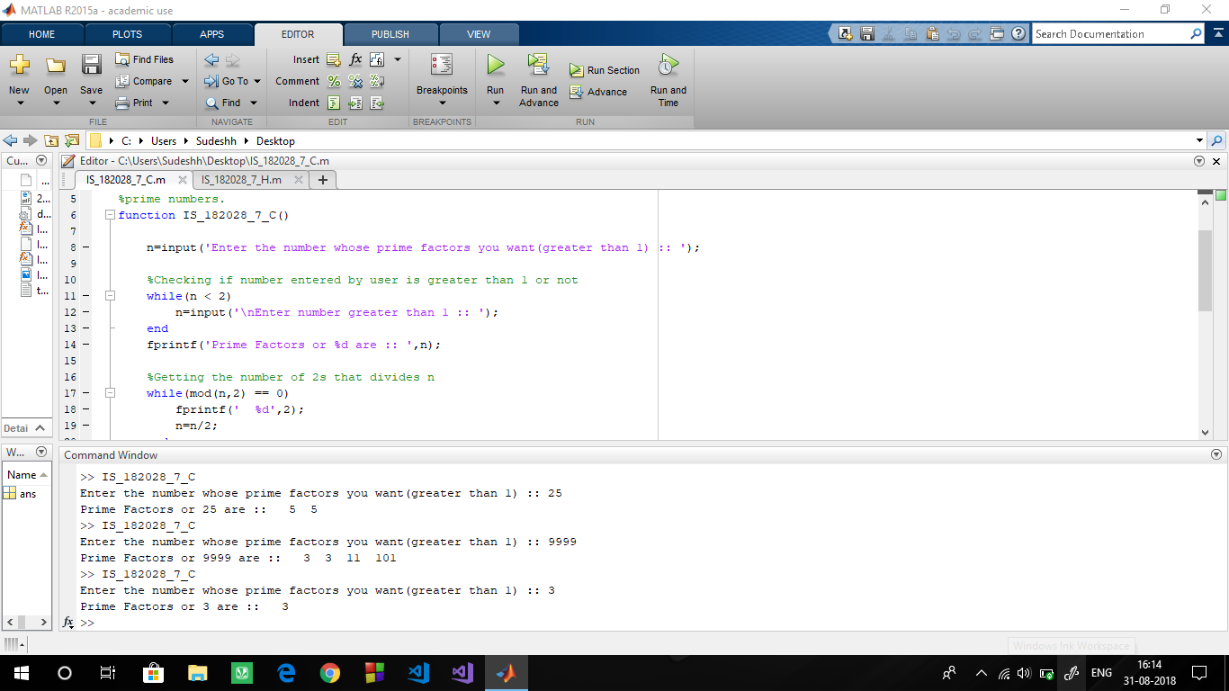 MATLAB R2015a - academic use
HOME PLOTS APPS EDITOR PUBLISH VIEW
Search Documentation
New Open Save
Find Files
Compare
Print
FILE
Go To
Find
NAVIGATE
Insert
Comment
Indent
EDIT
Breakpoints
BREAKPOINTS
Run
Run and Advance
Run Section
Advance
Run and Time
RUN
C: Users Sudeshh Desktop
Cu...
Editor - C:\Users\Sudeshh\Desktop\IS_182028_7_C.m
IS_182028_7_C.m IS_182028_7_H.m
...
2...
d...
I...
I...
I...
I...
t...
Detai
5 %prime numbers.
6 function IS_182028_7_C()
7
8 n=input('Enter the number whose prime factors you want(greater than 1) :: ');
9
10 %Checking if number entered by user is greater than 1 or not
11 while(n < 2)
12 n=input('\nEnter number greater than 1 :: ');
13 end
14 fprintf('Prime Factors or %d are :: ',n);
15
16 %Getting the number of 2s that divides n
17 while(mod(n,2) == 0)
18 fprintf('  %d',2);
19 n=n/2;
W...
Name
ans
Command Window
>> IS_182028_7_C
Enter the number whose prime factors you want(greater than 1) :: 25
Prime Factors or 25 are ::   5  5
>> IS_182028_7_C
Enter the number whose prime factors you want(greater than 1) :: 9999
Prime Factors or 9999 are ::   3  3  11  101
>> IS_182028_7_C
Enter the number whose prime factors you want(greater than 1) :: 3
Prime Factors or 3 are ::   3
fx >>
Windows Ink Workspace
ENG
16:14
31-08-2018